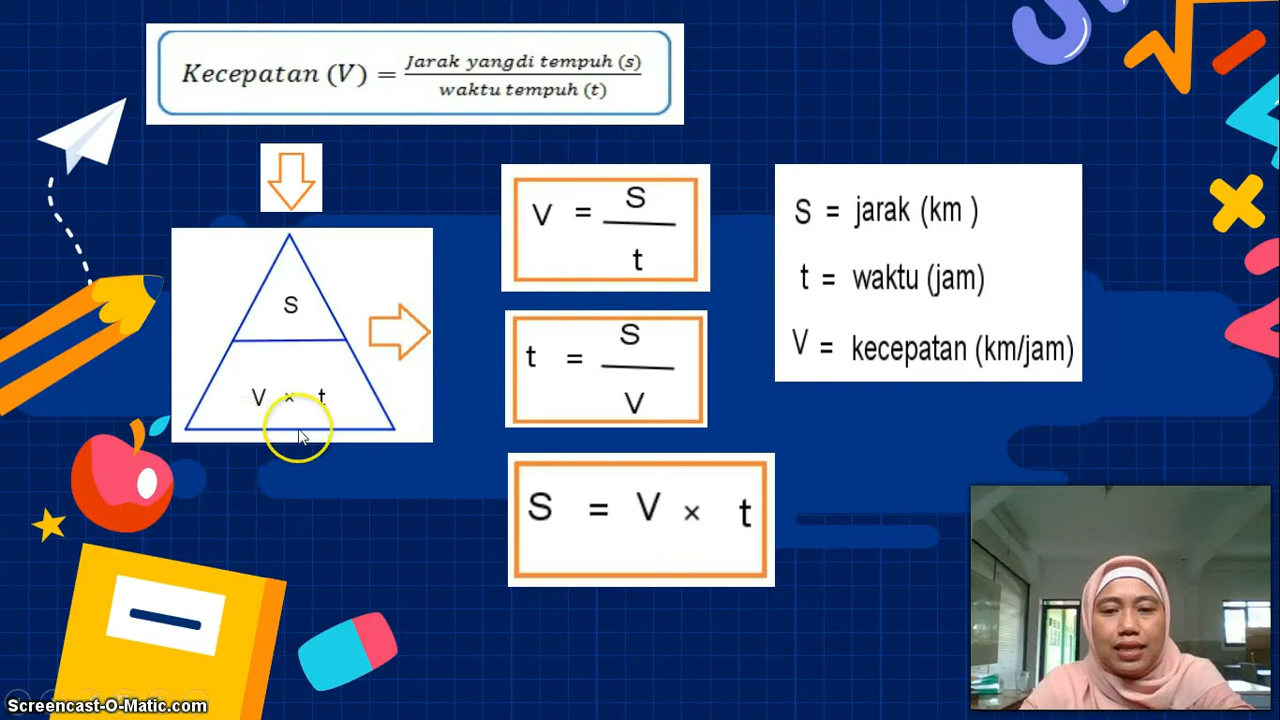 Kecepatan (V) = Jarak yangdi tempuh (s)
waktu tempuh (t)
S
V × t
V = S
t
t = S
V
S = V × t
S = jarak (km )
t = waktu (jam)
V = kecepatan (km/jam)
Screencast-O-Matic.com